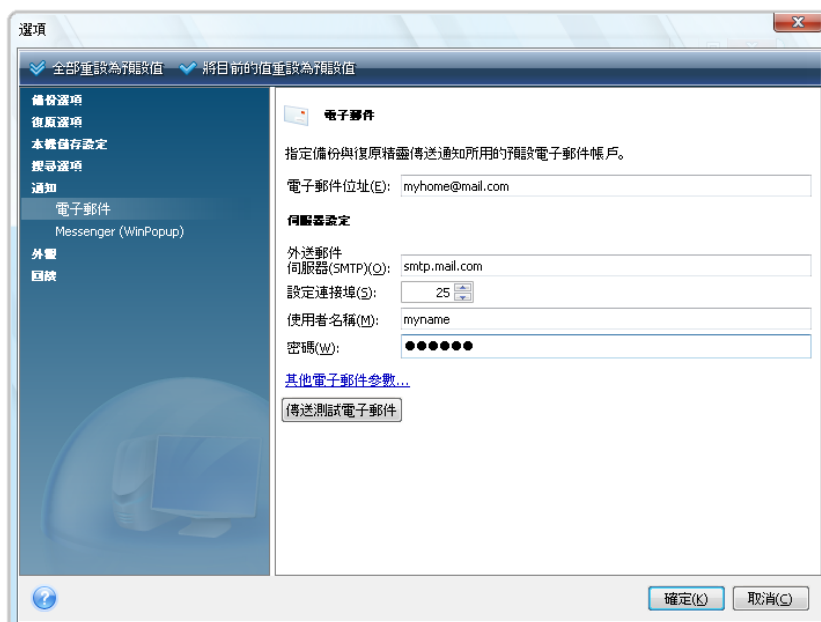 選項
全部重設為預設值 將目前的值重設為預設值
備份選項
復原選項
本機儲存設定
搜尋選項
通知
電子郵件
Messenger (WinPopup)
外觀
回饋
電子郵件
指定備份與復原精靈傳送通知所用的預設電子郵件帳戶。
電子郵件位址(E): myhome@mail.com
伺服器設定
外送郵件
伺服器(SMTP)(O): smtp.mail.com
設定連接埠(S): 25
使用者名稱(M): myname
密碼(W): ●●●●●●
其他電子郵件參數...
傳送測試電子郵件
確定(K) 取消(C)